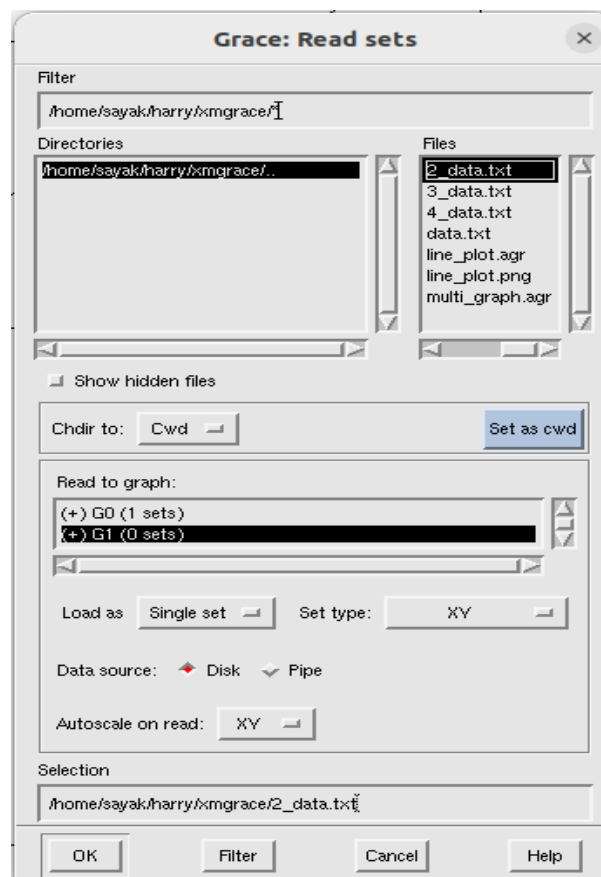 Grace: Read sets
Filter
/home/sayak/harry/xmgrace/*
Directories
/home/sayak/harry/xmgrace/..
Files
2_data.txt
3_data.txt
4_data.txt
data.txt
line_plot.agr
line_plot.png
multi_graph.agr
Show hidden files
Chdir to: Cwd Set as cwd
Read to graph:
(+) G0 (1 sets)
(+) G1 (0 sets)
Load as Single set Set type: XY
Data source: Disk Pipe
Autoscale on read: XY
Selection
/home/sayak/harry/xmgrace/2_data.txt
OK Filter Cancel Help